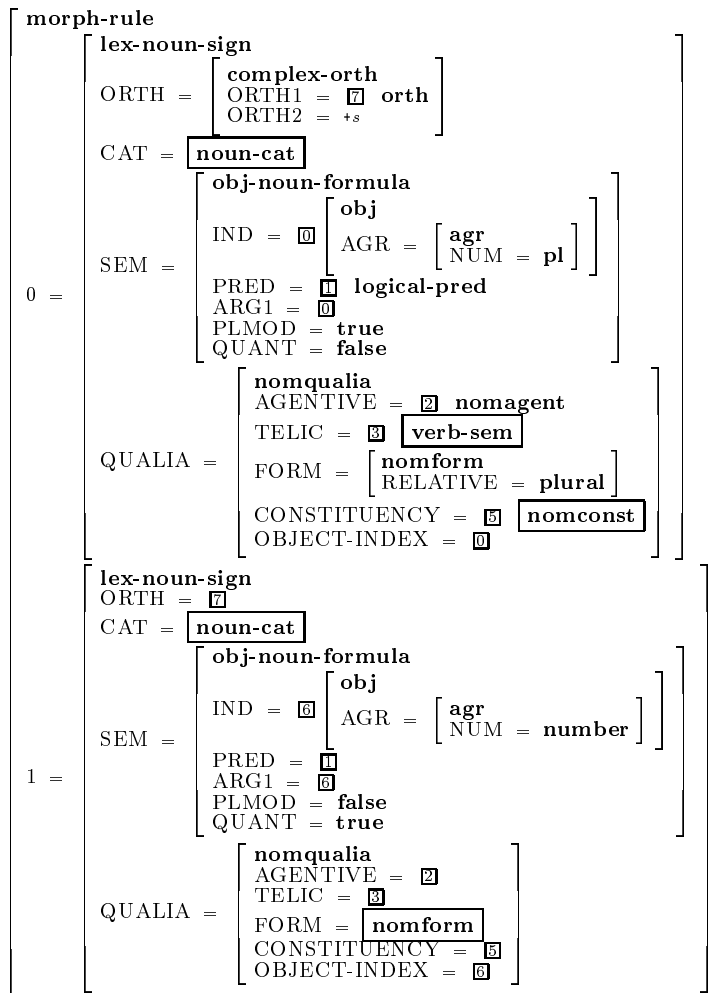 morph-rule
lex-noun-sign
complex-orth
ORTH1 = 7 orth
ORTH = 
ORTH2 = +s
CAT = noun-cat
obj-noun-formula
obj
IND = 0
AGR = agr
NUM = pl
SEM =
PRED = 1 logical-pred
0 =
ARG1 = 0
PLMOD = true
QUANT = false
nomqualia
AGENTIVE = 2 nomagent
TELIC = 3 verb-sem
QUALIA =
FORM = nomform
RELATIVE = plural
CONSTITUENCY = 5 nomconst
OBJECT-INDEX = 0
lex-noun-sign
ORTH = 7
CAT = noun-cat
obj-noun-formula
obj
IND = 6
AGR = agr
NUM = number
SEM =
PRED = 1
1 =
ARG1 = 6
PLMOD = false
QUANT = true
nomqualia
AGENTIVE = 2
TELIC = 3
QUALIA =
FORM = nomform
CONSTITUENCY = 5
OBJECT-INDEX = 6